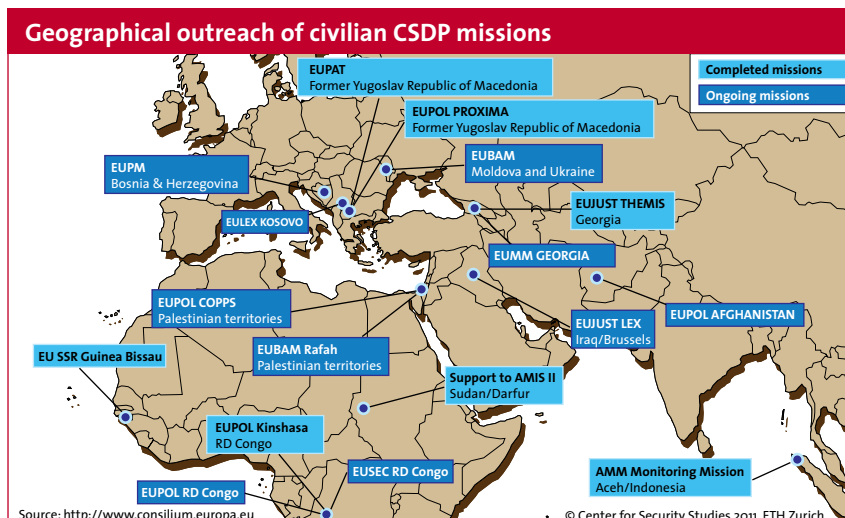 Geographical outreach of civilian CSDP missions
EUPAT
Former Yugoslav Republic of Macedonia
Completed missions
Ongoing missions
EUPOL PROXIMA
Former Yugoslav Republic of Macedonia
EUPM
Bosnia & Herzegovina
EUBAM
Moldova and Ukraine
EULEX KOSOVO
EUJUST THEMIS
Georgia
EUMM GEORGIA
EUPOL COPPS
Palestinian territories
EUPOL AFGHANISTAN
EUJUST LEX
Iraq/Brussels
EUBAM Rafah
Palestinian territories
EU SSR Guinea Bissau
Support to AMIS II
Sudan/Darfur
EUPOL Kinshasa
RD Congo
EUSEC RD Congo
AMM Monitoring Mission
Aceh/Indonesia
EUPOL RD Congo
Source: http://www.consilium.europa.eu
© Center for Security Studies 2011, ETH Zurich